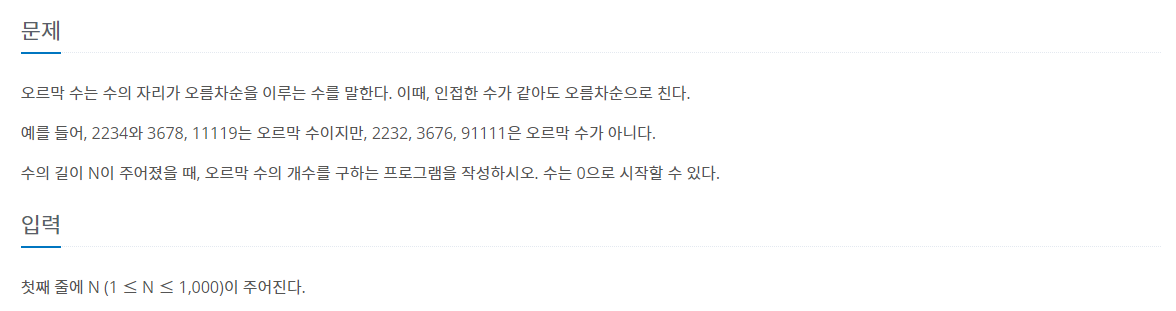 문제
오르막 수는 수의 자리가 오름차순을 이루는 수를 말한다. 이때, 인접한 수가 같아도 오름차순으로 친다.
예를 들어, 2234와 3678, 11119는 오르막 수이지만, 2232, 3676, 91111은 오르막 수가 아니다.
수의 길이 N이 주어졌을 때, 오르막 수의 개수를 구하는 프로그램을 작성하시오. 수는 0으로 시작할 수 있다.
입력
첫째 줄에 N (1 ≤ N ≤ 1,000)이 주어진다.